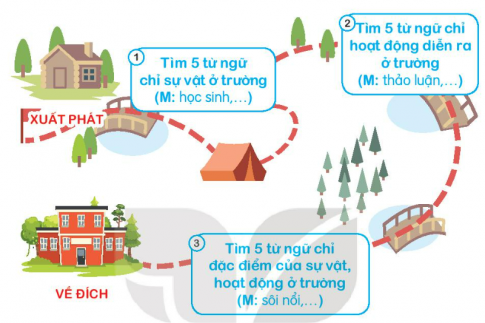 XUẤT PHÁT
1
Tìm 5 từ ngữ
chỉ sự vật ở trường
(M: học sinh,...)
2
Tìm 5 từ ngữ chỉ
hoạt động diễn ra
ở trường
(M: thảo luận,...)
3
Tìm 5 từ ngữ chỉ
đặc điểm của sự vật,
hoạt động ở trường
(M: sôi nổi,...)
VỀ ĐÍCH